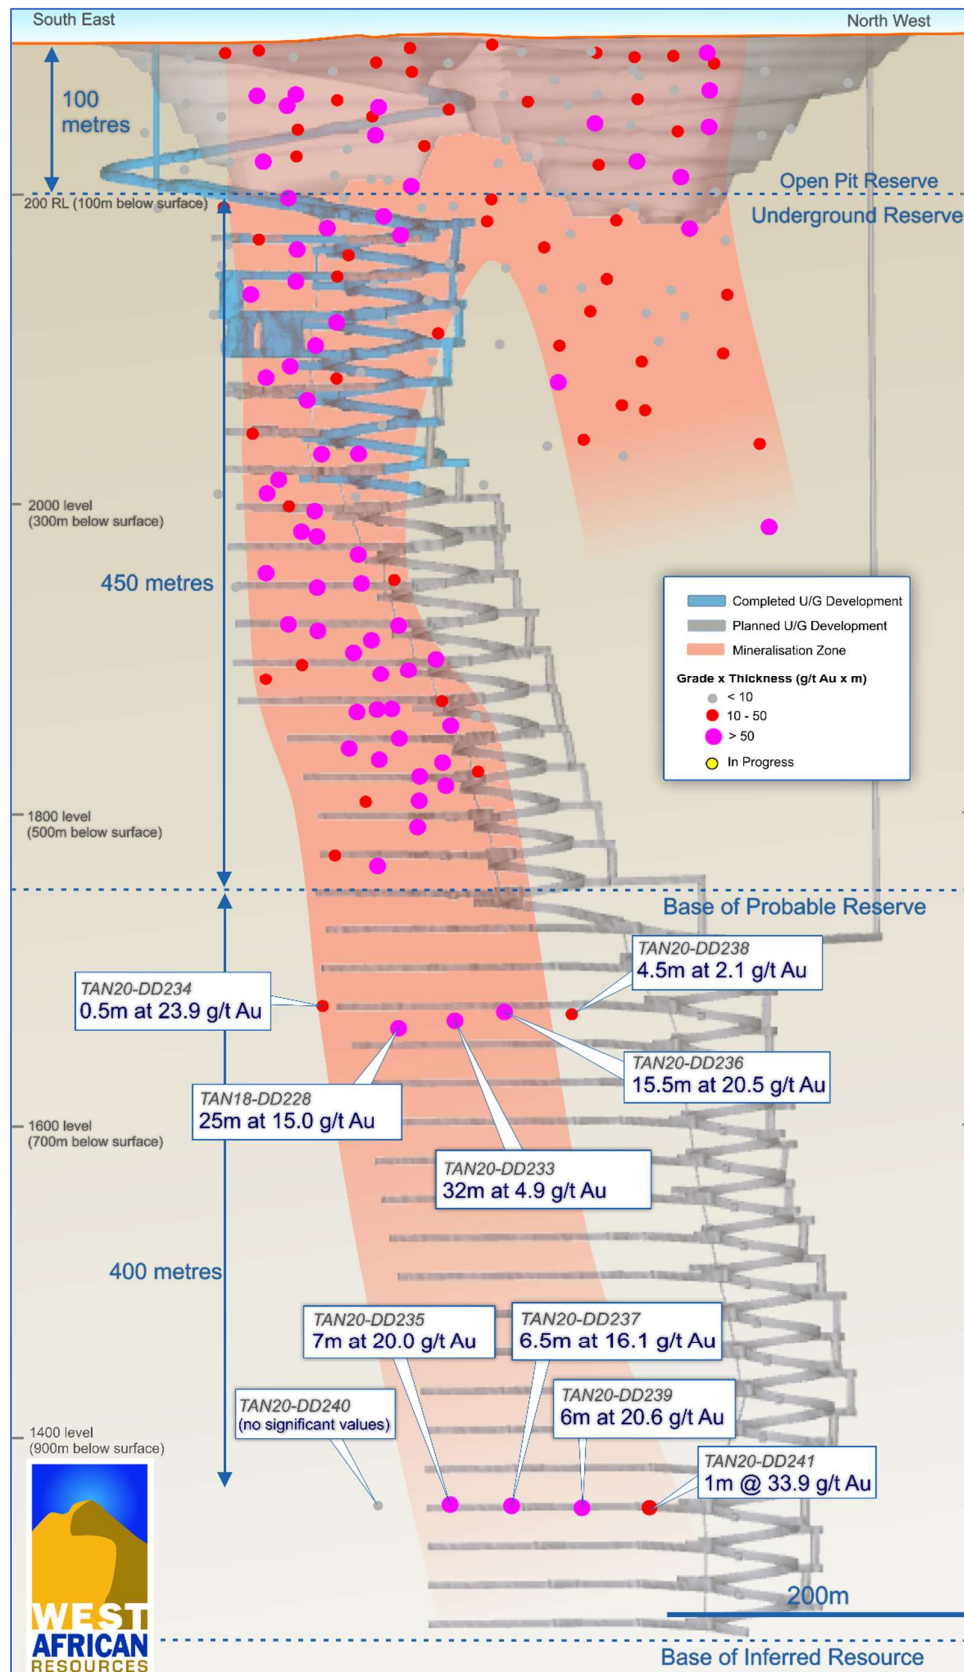 South East
North West
100
metres
Open Pit Reserve
200 RL (100m below surface)
Underground Reserve
2000 level
(300m below surface)
450 metres
Completed U/G Development
Planned U/G Development
Mineralisation Zone
Grade x Thickness (g/t Au x m)
< 10
10 - 50
> 50
In Progress
1800 level
(500m below surface)
Base of Probable Reserve
TAN20-DD238
4.5m at 2.1 g/t Au
TAN20-DD234
0.5m at 23.9 g/t Au
TAN20-DD236
15.5m at 20.5 g/t Au
TAN18-DD228
25m at 15.0 g/t Au
1600 level
(700m below surface)
TAN20-DD233
32m at 4.9 g/t Au
400 metres
TAN20-DD235
7m at 20.0 g/t Au
TAN20-DD237
6.5m at 16.1 g/t Au
TAN20-DD240
(no significant values)
TAN20-DD239
6m at 20.6 g/t Au
1400 level
(900m below surface)
TAN20-DD241
1m @ 33.9 g/t Au
200m
WEST
AFRICAN
RESOURCES
Base of Inferred Resource